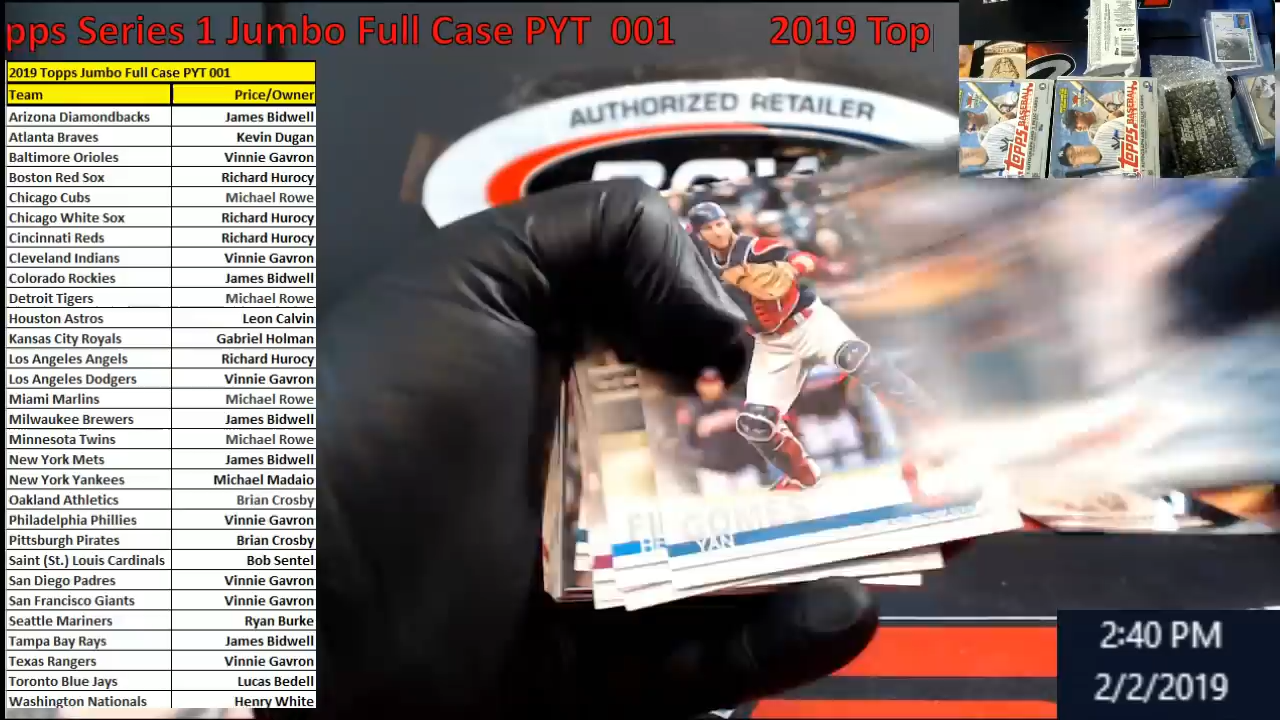 pps Series 1 Jumbo Full Case PYT 001 2019 Top
2019 Topps Jumbo Full Case PYT 001
Team Price/Owner
Arizona Diamondbacks James Bidwell
Atlanta Braves Kevin Dugan
Baltimore Orioles Vinnie Gavron
Boston Red Sox Richard Hurocy
Chicago Cubs Michael Rowe
Chicago White Sox Richard Hurocy
Cincinnati Reds Richard Hurocy
Cleveland Indians Vinnie Gavron
Colorado Rockies James Bidwell
Detroit Tigers Michael Rowe
Houston Astros Leon Calvin
Kansas City Royals Gabriel Holman
Los Angeles Angels Richard Hurocy
Los Angeles Dodgers Vinnie Gavron
Miami Marlins Michael Rowe
Milwaukee Brewers James Bidwell
Minnesota Twins Michael Rowe
New York Mets James Bidwell
New York Yankees Michael Madaio
Oakland Athletics Brian Crosby
Philadelphia Phillies Vinnie Gavron
Pittsburgh Pirates Brian Crosby
Saint (St.) Louis Cardinals Bob Sentel
San Diego Padres Vinnie Gavron
San Francisco Giants Vinnie Gavron
Seattle Mariners Ryan Burke
Tampa Bay Rays James Bidwell
Texas Rangers Vinnie Gavron
Toronto Blue Jays Lucas Bedell
Washington Nationals Henry White
AUTHORIZED RETAILER
GOMES
YAN
Topps BASEBALL
Topps BASEBALL
2:40 PM
2/2/2019